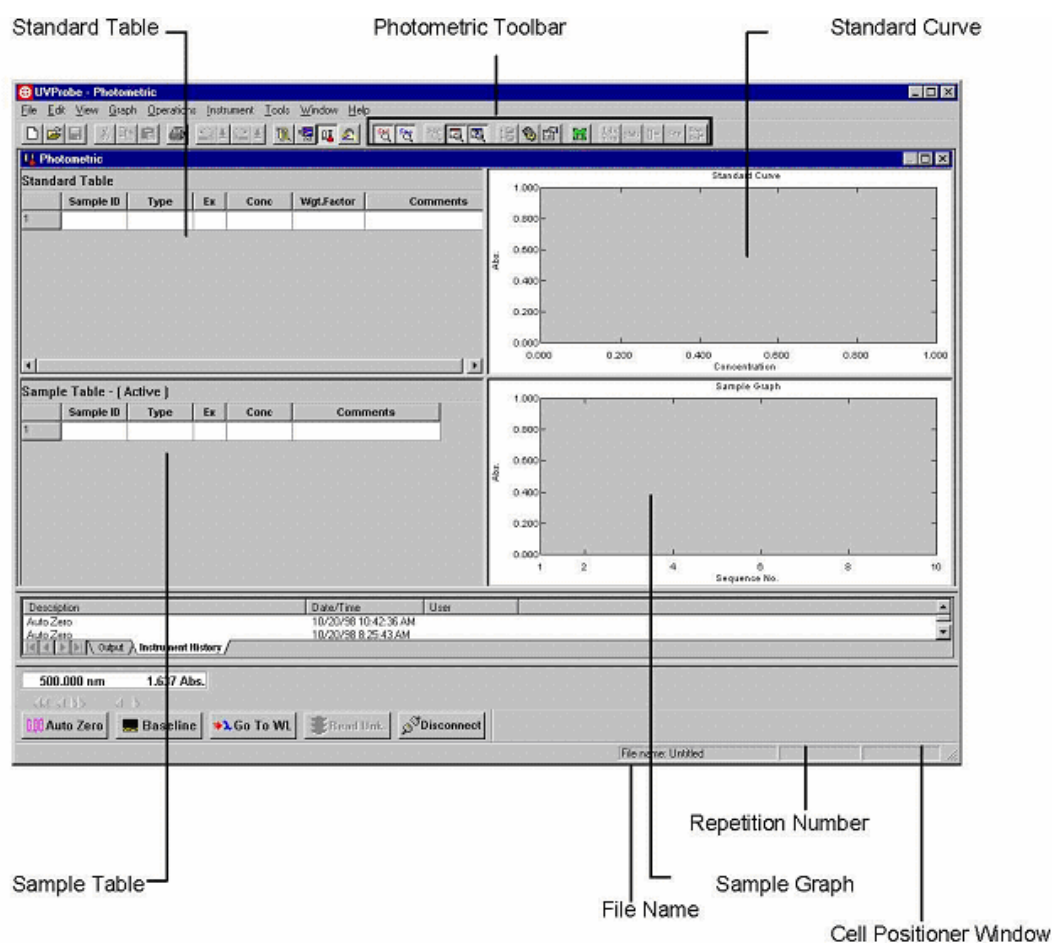 Standard Table
Photometric Toolbar
Standard Curve
UVProbe - Photometric
File Edit View Graph Operations Instrument Tools Window Help
Photometric
Standard Table
Sample ID Type Ex Conc Wgt.Factor Comments
1
Standard Curve
1.000
0.800
0.600
0.400
0.200
0.000
Abs.
0.000 0.200 0.400 0.600 0.800 1.000
Concentration
Sample Table - ( Active )
Sample ID Type Ex Conc Comments
1
Sample Graph
1.000
0.800
0.600
0.400
0.200
0.000
Abs.
1 2 4 6 8 10
Sequence No.
Description Date/Time User
Auto Zero 10/20/98 10:42:36 AM
Auto Zero 10/20/98 8:25:43 AM
Output Instrument History
500.000 nm 1.637 Abs.
Auto Zero Baseline Go To WL Read Unk. Disconnect
File name: Untitled
Repetition Number
Sample Table
Sample Graph
File Name
Cell Positioner Window